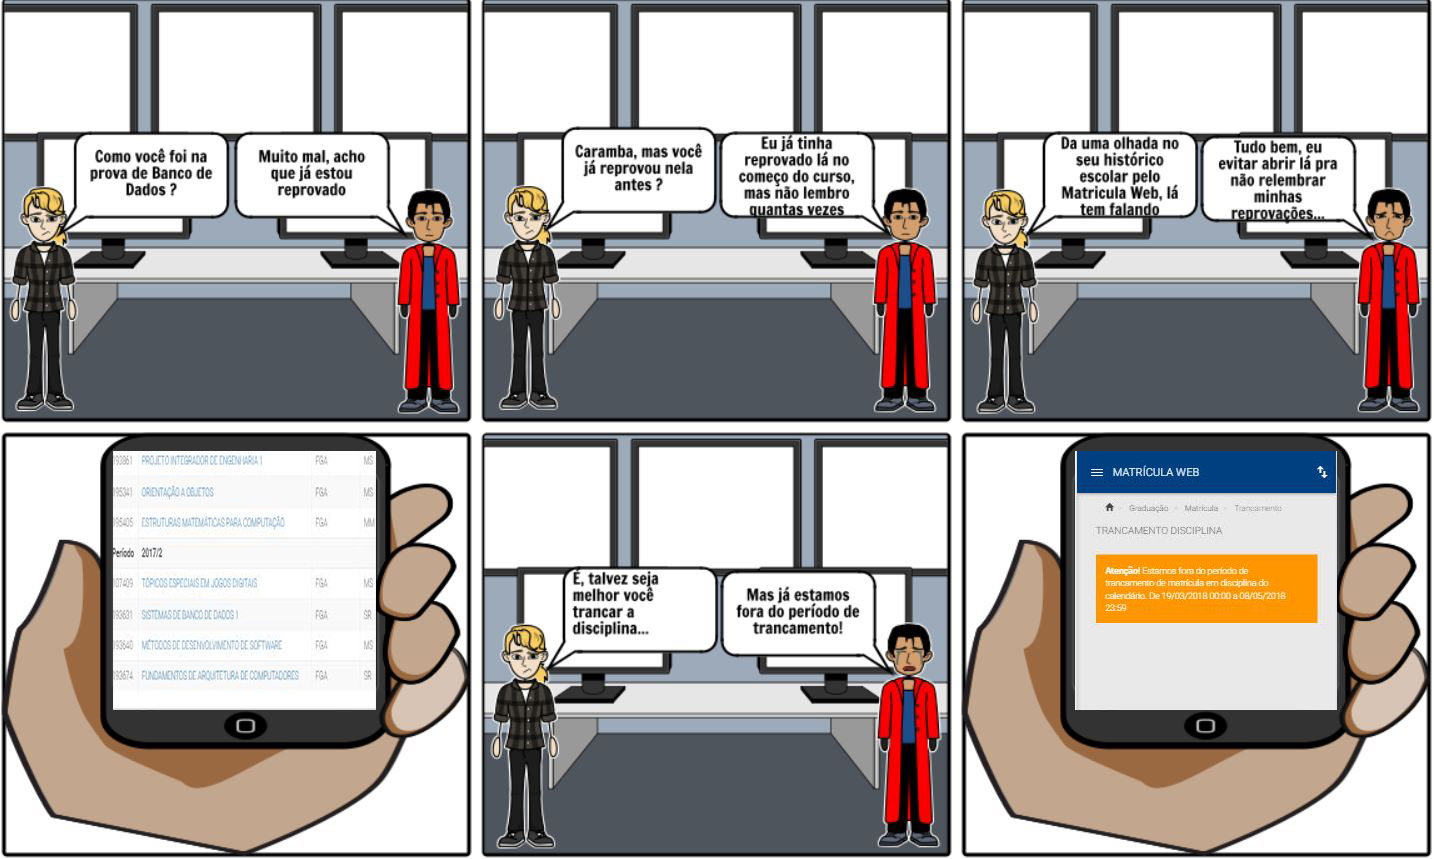 Como você foi na
prova de Banco de
Dados ?
Muito mal, acho
que já estou
reprovado
Caramba, mas você
já reprovou nela
antes ?
Eu já tinha
reprovado lá no
começo do curso,
mas não lembro
quantas vezes
Da uma olhada no
seu histórico
escolar pelo
Matricula Web, lá
tem falando
Tudo bem, eu
evitar abrir lá pra
não relembrar
minhas
reprovações...
193861 PROJETO INTEGRADOR DE ENGENHARIA 1 FGA MS
195341 ORIENTAÇÃO A OBJETOS FGA MS
195405 ESTRUTURAS MATEMÁTICAS PARA COMPUTAÇÃO FGA MM
Período 2017/2
107409 TÓPICOS ESPECIAIS EM JOGOS DIGITAIS FGA MS
193631 SISTEMAS DE BANCO DE DADOS 1 FGA SR
193640 MÉTODOS DE DESENVOLVIMENTO DE SOFTWARE FGA MS
193674 FUNDAMENTOS DE ARQUITETURA DE COMPUTADORES FGA SR
É, talvez seja
melhor você
trancar a
disciplina...
Mas já estamos
fora do período de
trancamento!
MATRÍCULA WEB
Graduação Matrícula Trancamento
TRANCAMENTO DISCIPLINA
Atenção! Estamos fora do período de
trancamento de matrícula em disciplina do
calendário. De 19/03/2018 00:00 a 08/05/2018
23:59